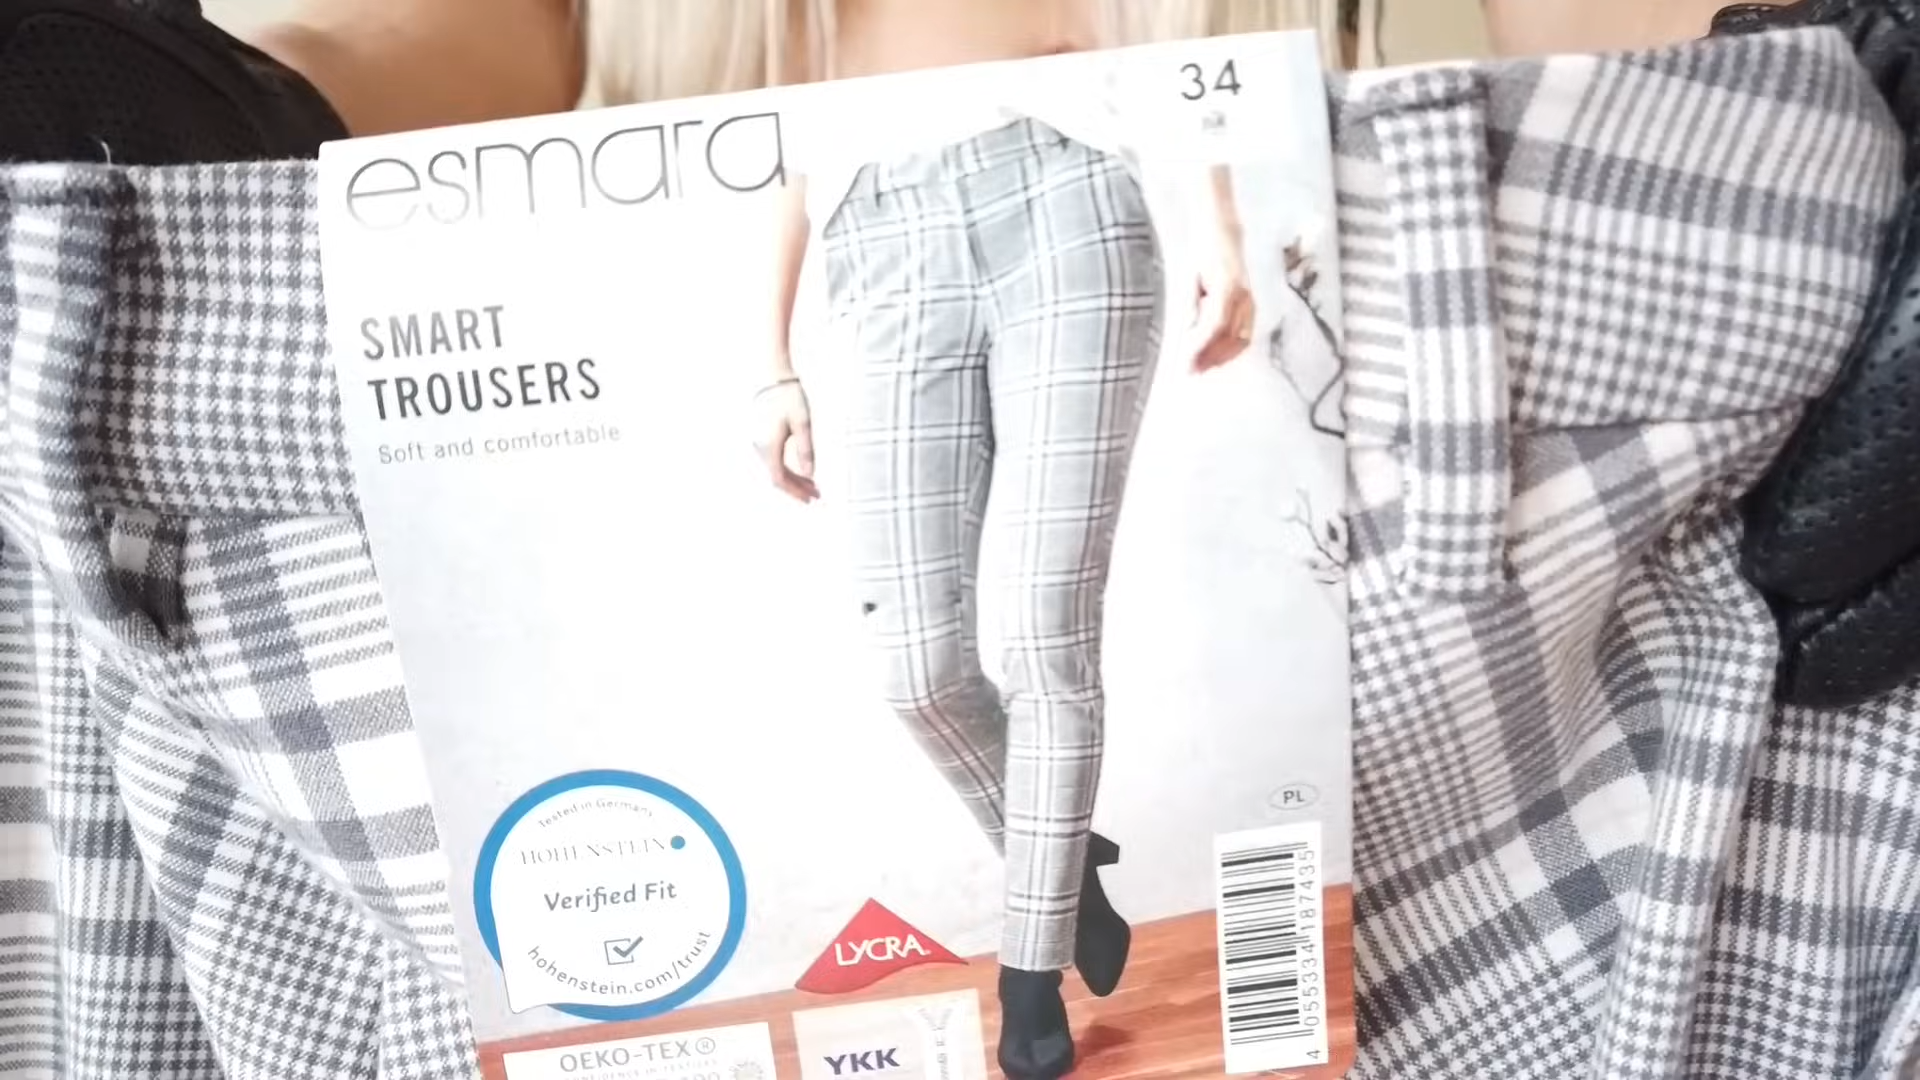 esmara
34
SMART
TROUSERS
Soft and comfortable
PL
Tested in Germany
HOHENSTEIN
Verified Fit
hohenstein.com/trust
LYCRA
OEKO-TEX®
YKK
4 055334 187435